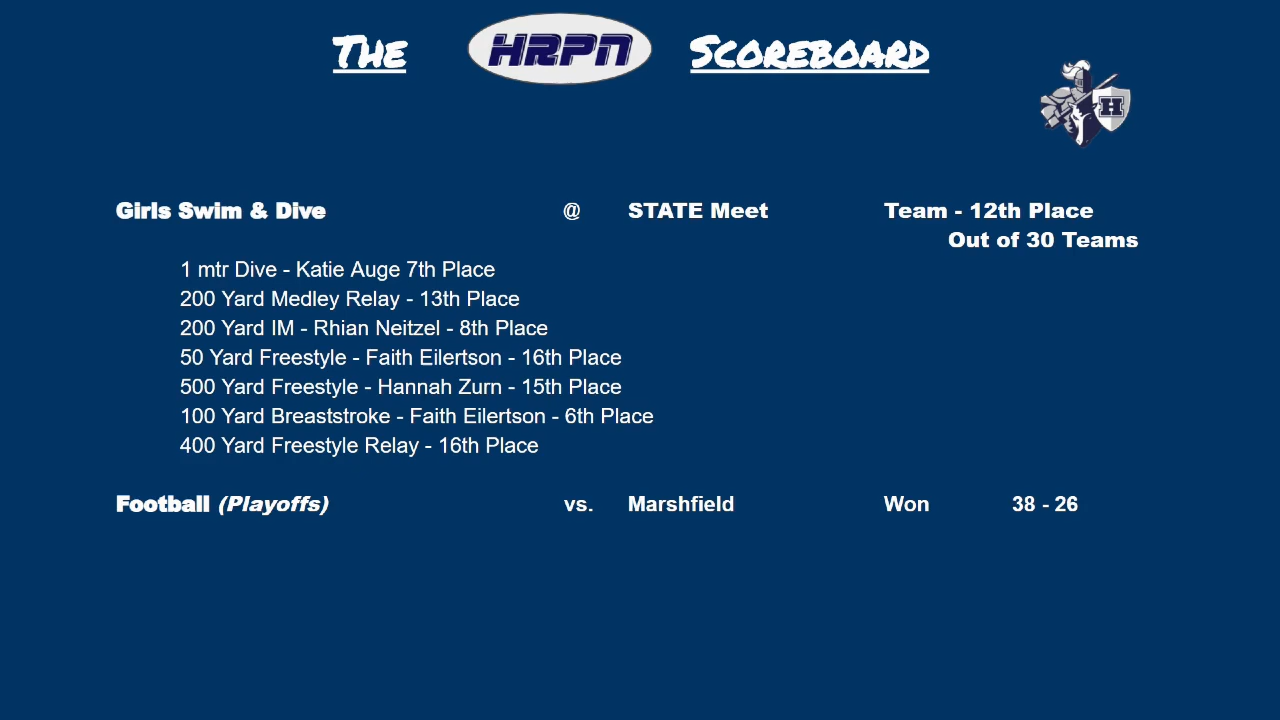 The HRPN Scoreboard
H
Girls Swim & Dive @ STATE Meet Team - 12th Place
Out of 30 Teams
1 mtr Dive - Katie Auge 7th Place
200 Yard Medley Relay - 13th Place
200 Yard IM - Rhian Neitzel - 8th Place
50 Yard Freestyle - Faith Eilertson - 16th Place
500 Yard Freestyle - Hannah Zurn - 15th Place
100 Yard Breaststroke - Faith Eilertson - 6th Place
400 Yard Freestyle Relay - 16th Place
Football (Playoffs) vs. Marshfield Won 38 - 26